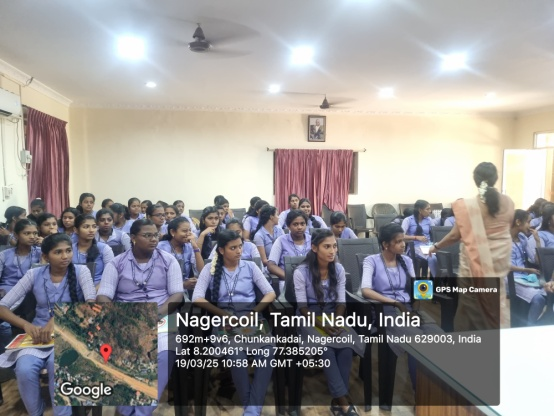 GPS Map Camera
Nagercoil, Tamil Nadu, India
692m+9v6, Chunkankadai, Nagercoil, Tamil Nadu 629003, India
Lat 8.200461° Long 77.385205°
19/03/25 10:58 AM GMT +05:30
Google